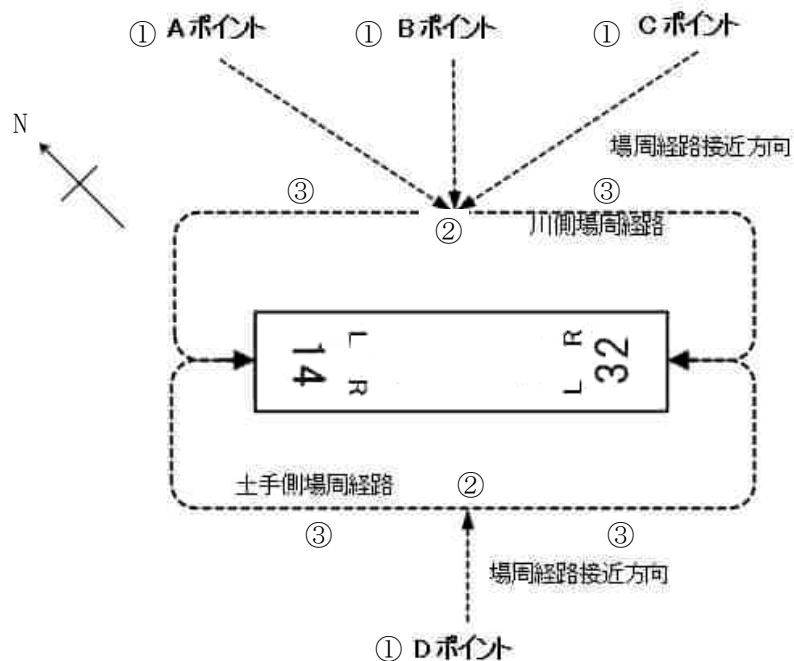 ① Aポイント ① Bポイント ① Cポイント
N
場周経路接近方向
③ ③
② 川側場周経路
14 L R
R L 32
土手側場周経路 ②
③ ③
場周経路接近方向
① Dポイント